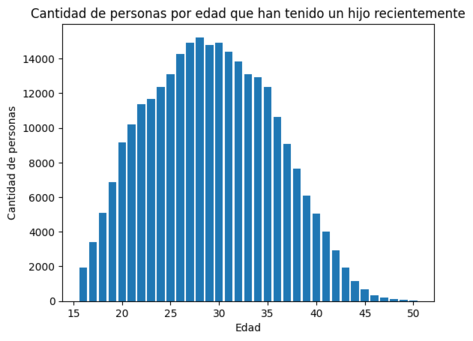 Cantidad de personas por edad que han tenido un hijo recientemente
14000
12000
10000
8000
6000
4000
2000
0
Cantidad de personas
15 20 25 30 35 40 45 50
Edad